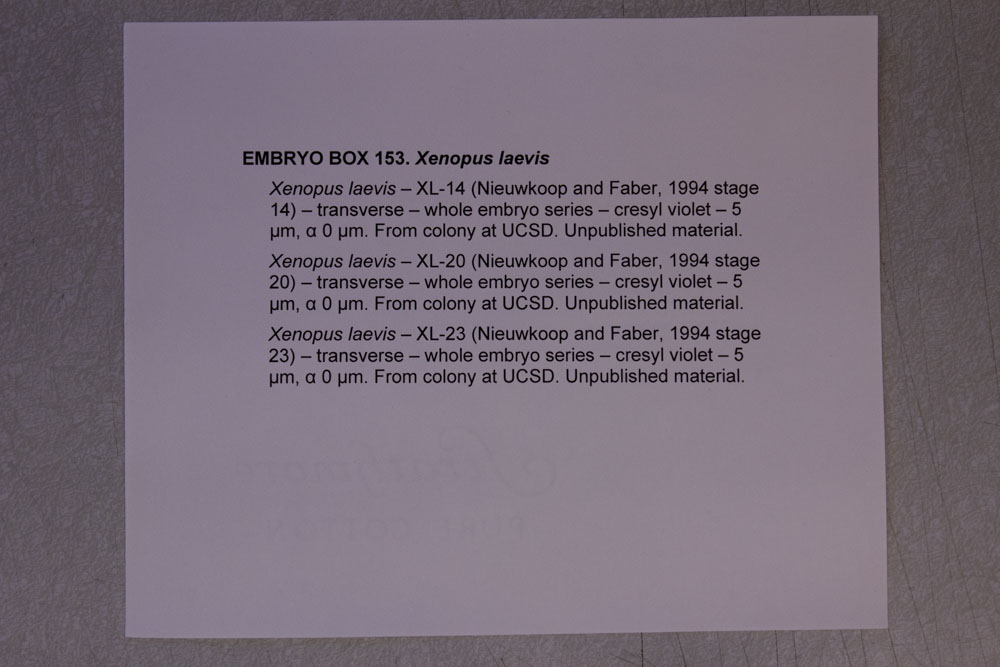 EMBRYO BOX 153. Xenopus laevis
Xenopus laevis – XL-14 (Nieuwkoop and Faber, 1994 stage
14) – transverse – whole embryo series – cresyl violet – 5
µm, α 0 µm. From colony at UCSD. Unpublished material.
Xenopus laevis – XL-20 (Nieuwkoop and Faber, 1994 stage
20) – transverse – whole embryo series – cresyl violet – 5
µm, α 0 µm. From colony at UCSD. Unpublished material.
Xenopus laevis – XL-23 (Nieuwkoop and Faber, 1994 stage
23) – transverse – whole embryo series – cresyl violet – 5
µm, α 0 µm. From colony at UCSD. Unpublished material.
Strathmore
PURE COTTON